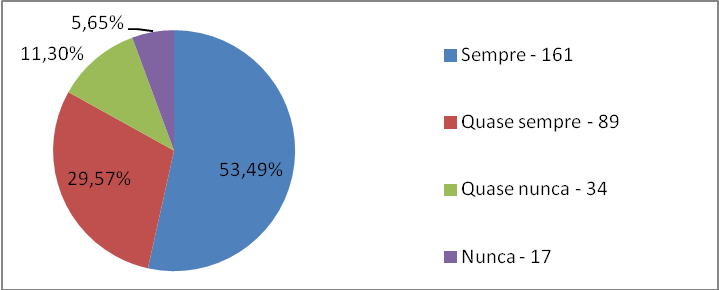 5,65%
11,30%
29,57%
53,49%
Sempre - 161
Quase sempre - 89
Quase nunca - 34
Nunca - 17